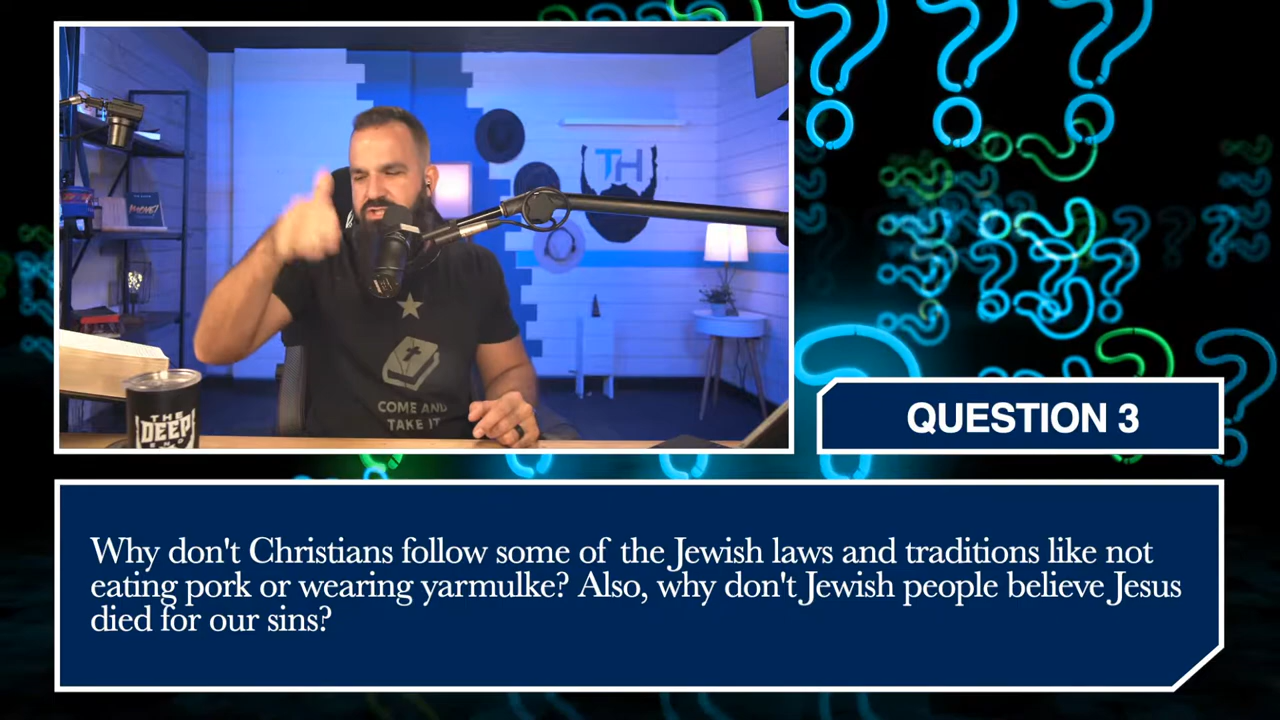 TH
COME AND
TAKE IT
THE
DEEP
END
QUESTION 3
Why don't Christians follow some of the Jewish laws and traditions like not
eating pork or wearing yarmulke? Also, why don't Jewish people believe Jesus
died for our sins?